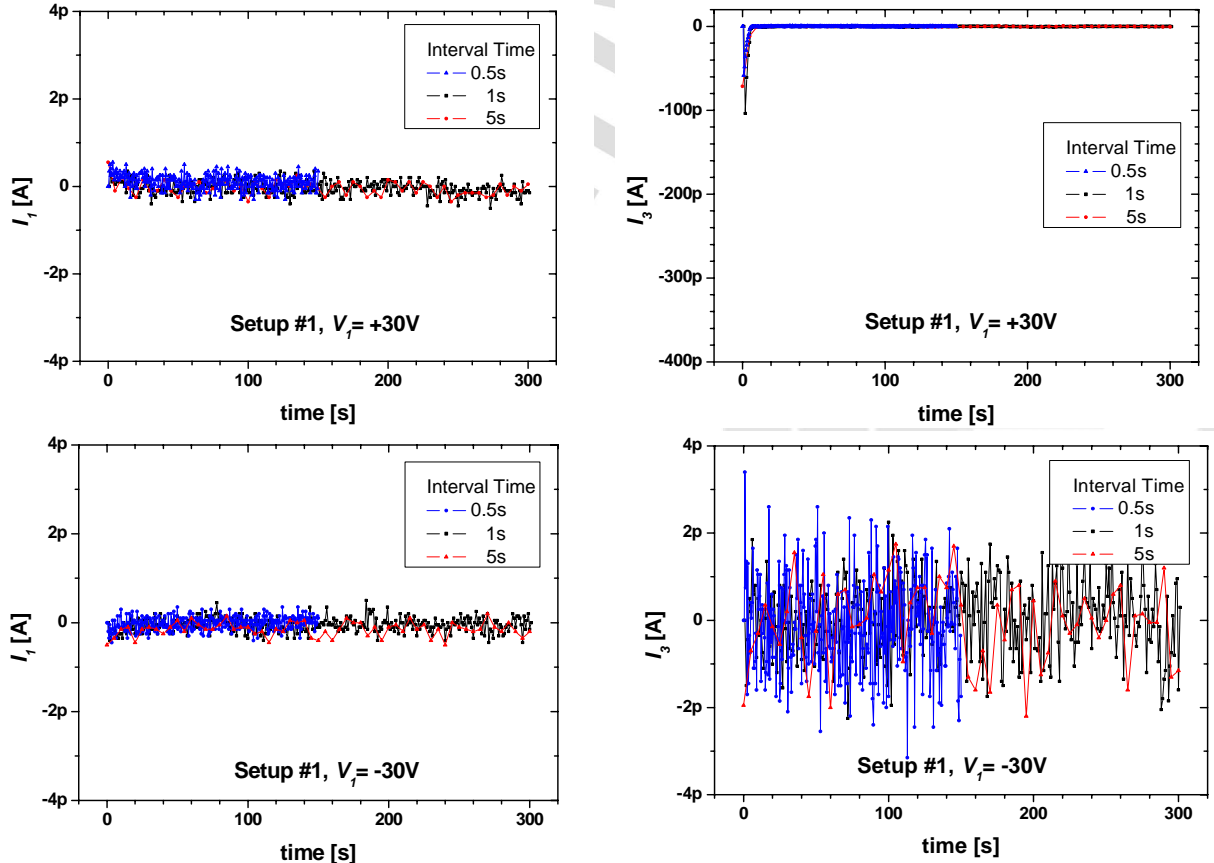 4p
2p
0
-2p
-4p
I1 [A]
Interval Time
0.5s
1s
5s
Setup #1, V1= +30V
0 100 200 300
time [s]
0
-100p
-200p
-300p
-400p
I3 [A]
Interval Time
0.5s
1s
5s
Setup #1, V1= +30V
0 100 200 300
time [s]
4p
2p
0
-2p
-4p
I1 [A]
Interval Time
0.5s
1s
5s
Setup #1, V1= -30V
0 100 200 300
time [s]
4p
2p
0
-2p
-4p
I3 [A]
Interval Time
0.5s
1s
5s
Setup #1, V1= -30V
0 100 200 300
time [s]